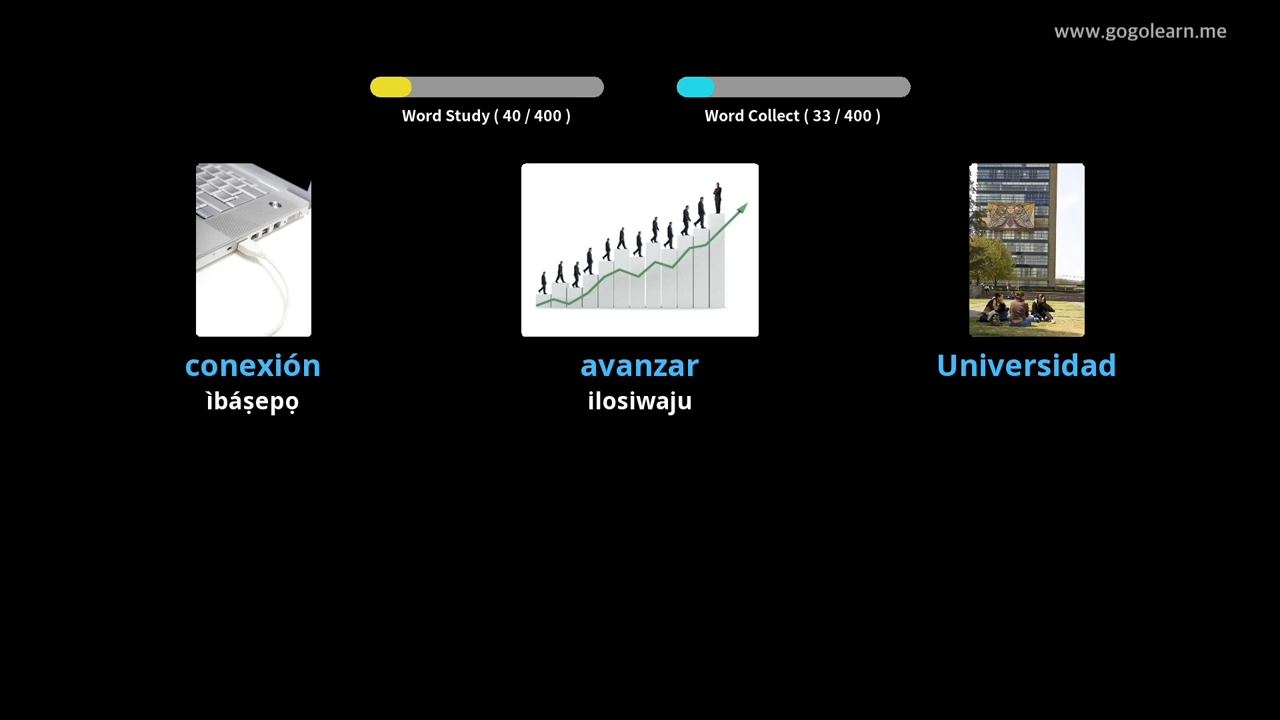 www.gogolearn.me
Word Study ( 40 / 400 )
Word Collect ( 33 / 400 )
conexión
ìbáṣepọ
avanzar
ilosiwaju
Universidad